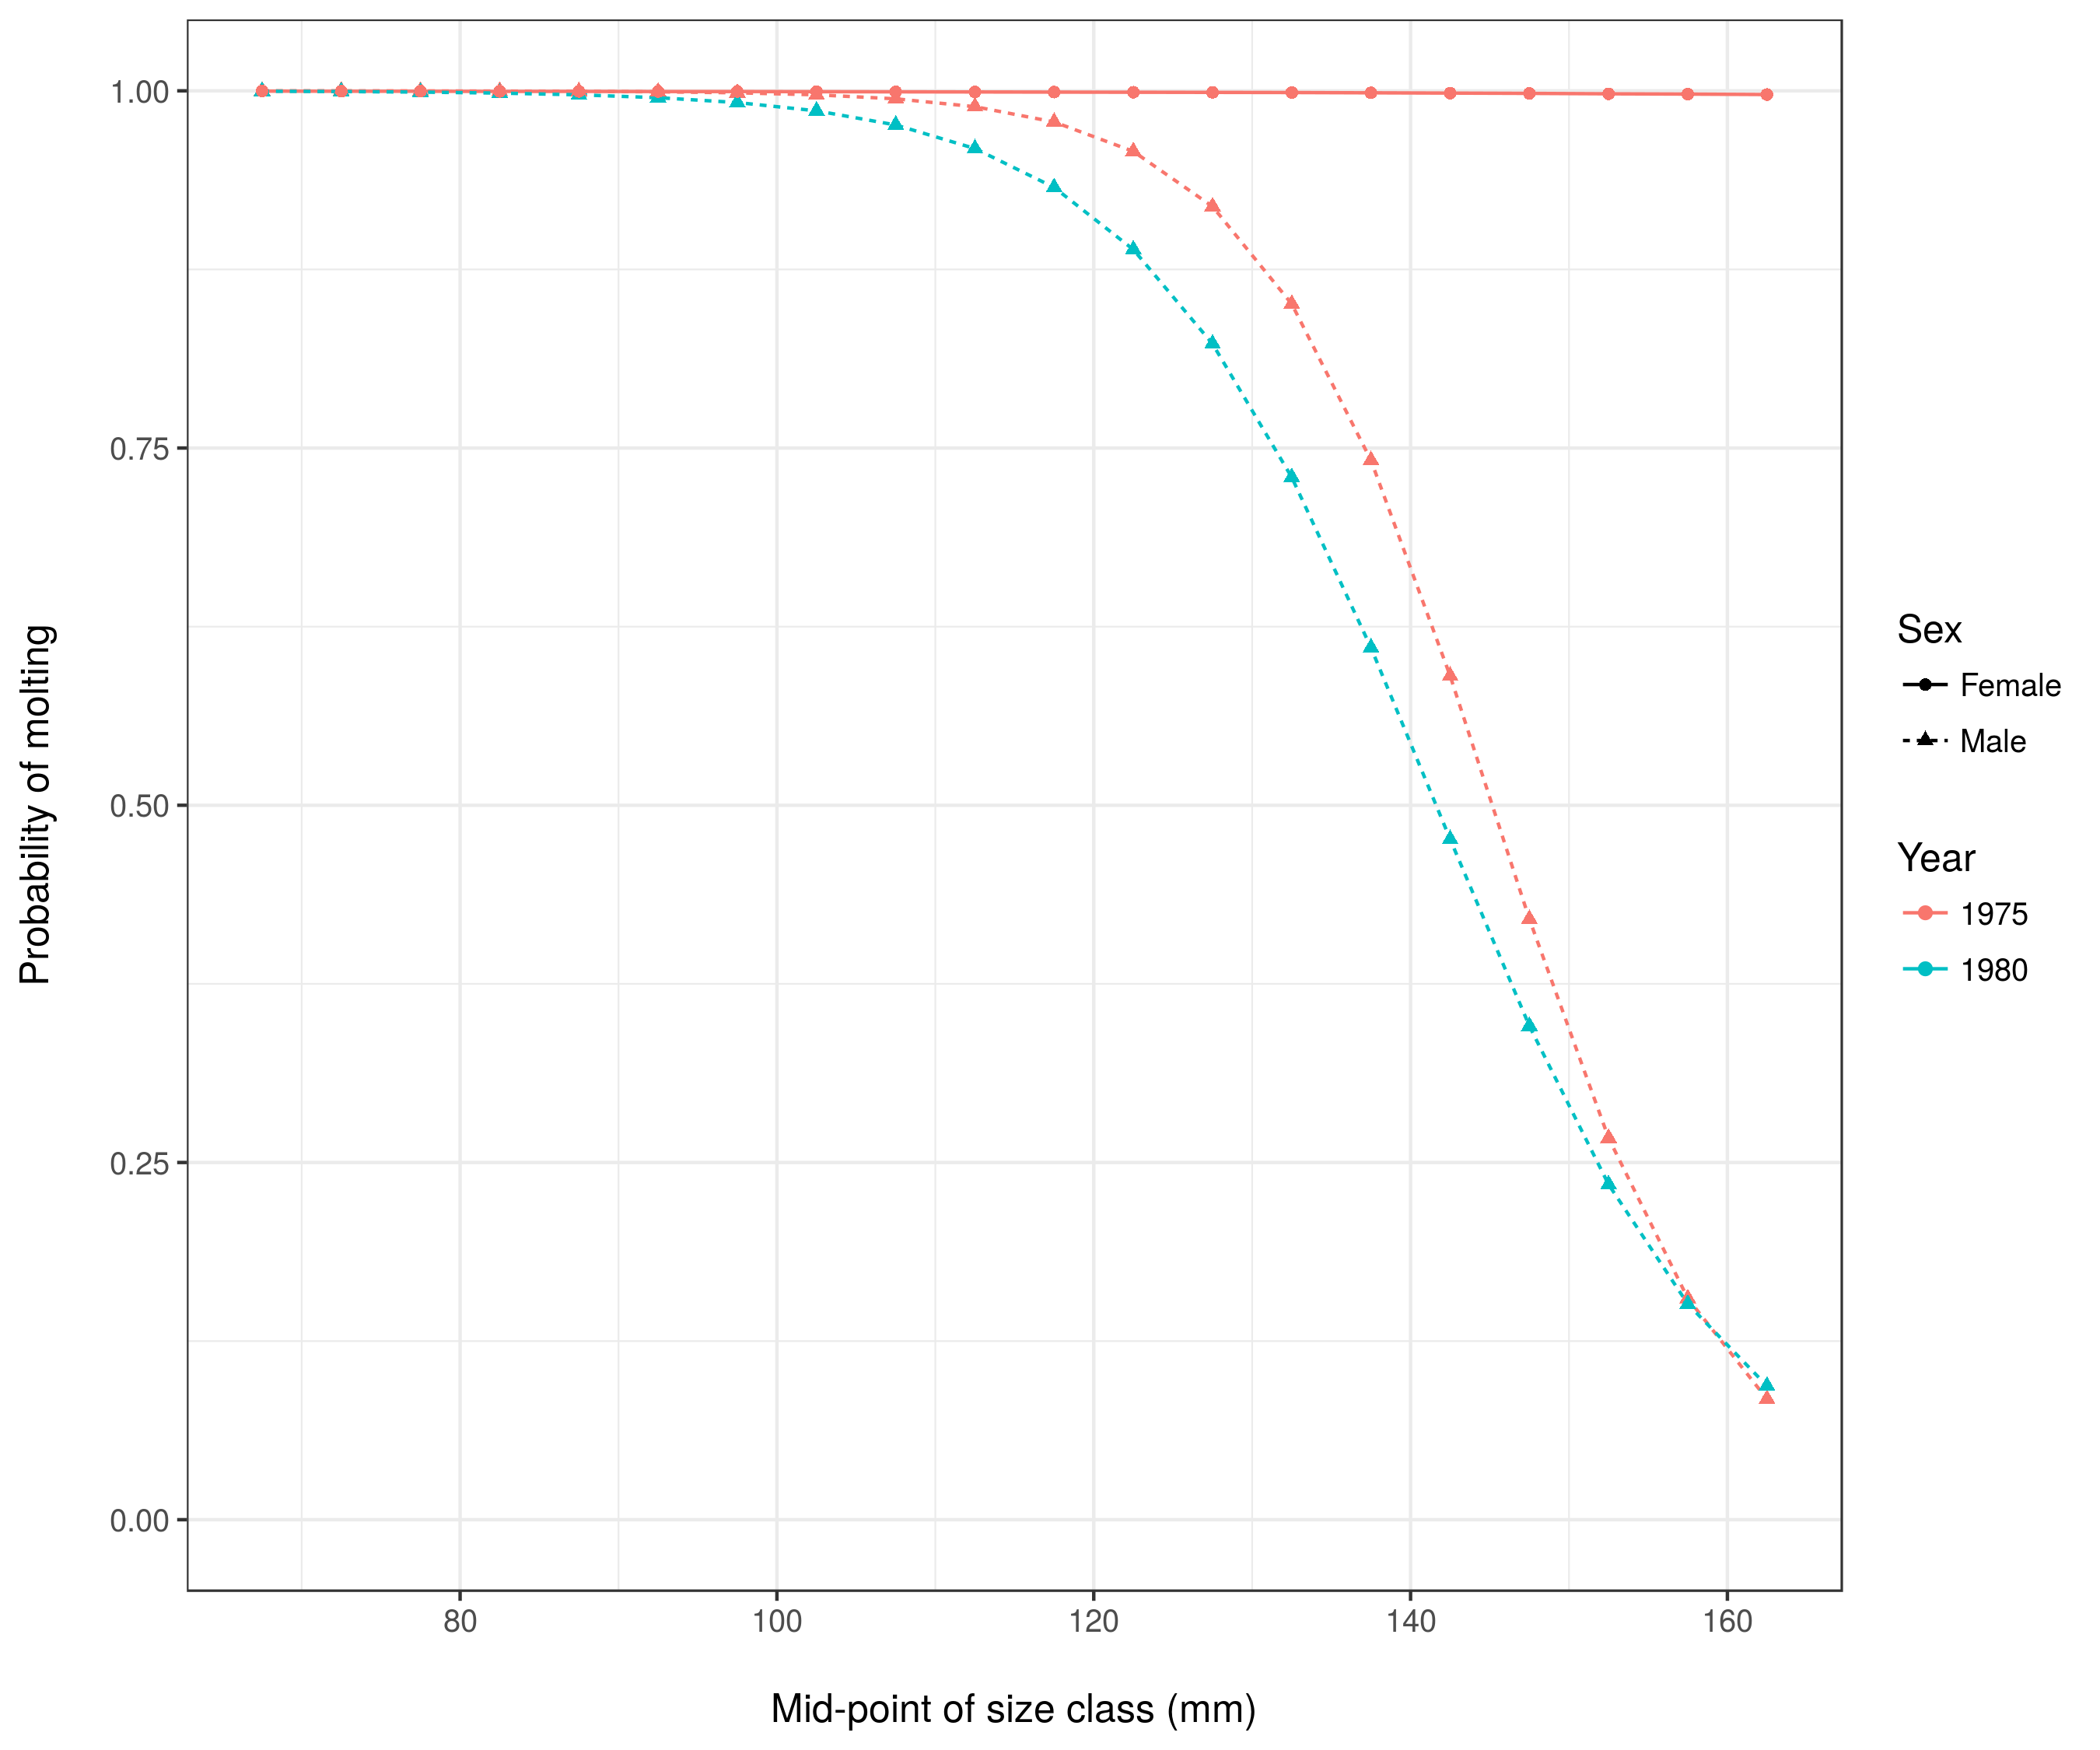 1.00
0.75
0.50
0.25
0.00
Probability of molting
80 100 120 140 160
Mid-point of size class (mm)
Sex
Female
Male
Year
1975
1980